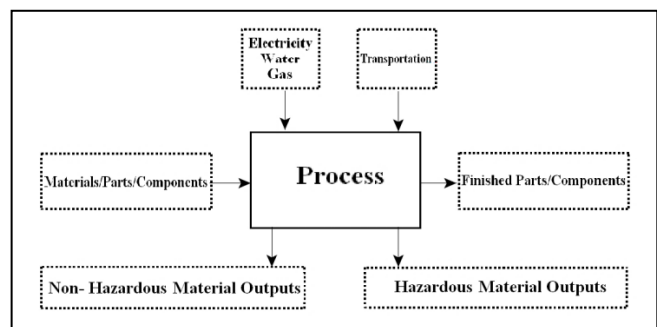 Electricity
Water
Gas
Transportation
Materials/Parts/Components
Process
Finished Parts/Components
Non- Hazardous Material Outputs
Hazardous Material Outputs